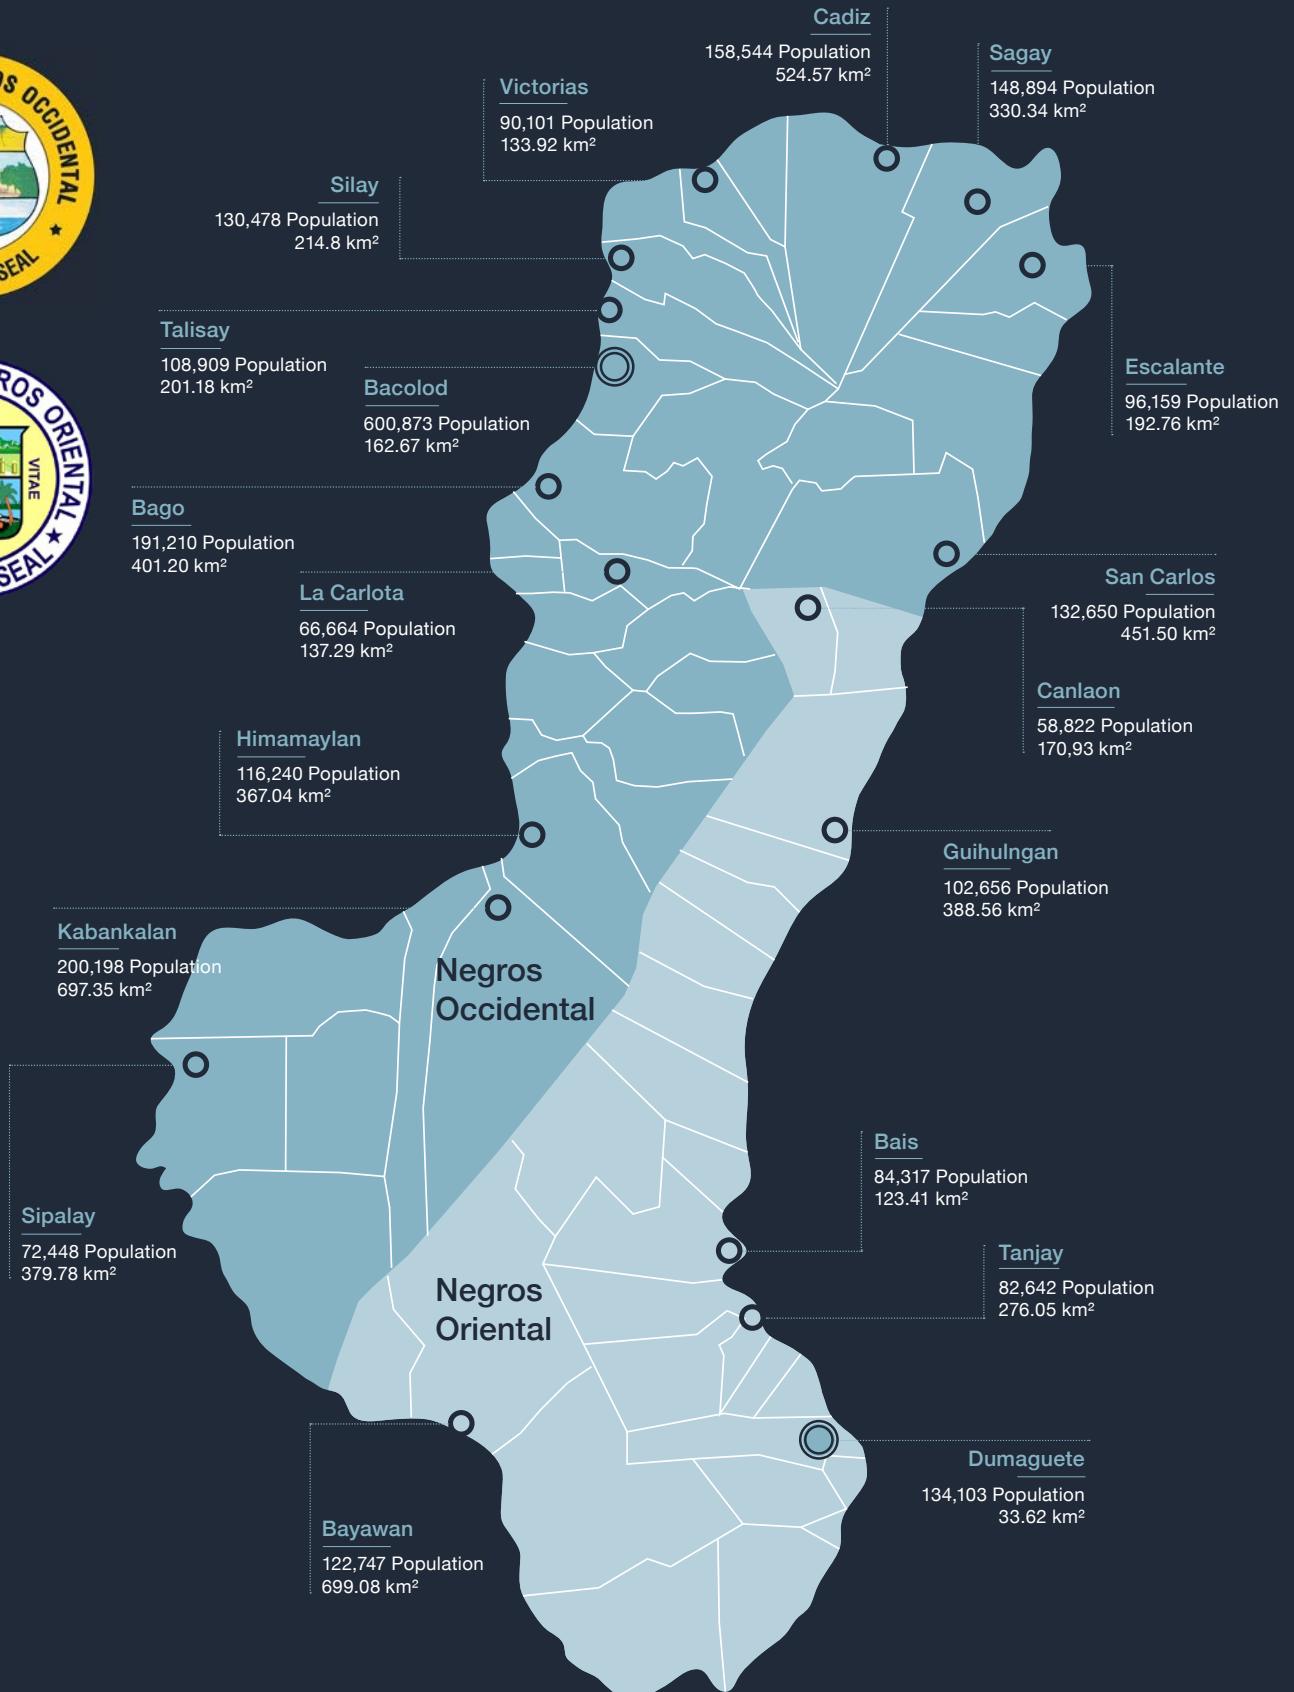 OS OCCIDENTAL
SEAL
ROS ORIENTAL
VITAE
SEAL
Cadiz
158,544 Population
524.57 km²
Sagay
148,894 Population
330.34 km²
Victorias
90,101 Population
133.92 km²
Silay
130,478 Population
214.8 km²
Talisay
108,909 Population
201.18 km²
Bacolod
600,873 Population
162.67 km²
Escalante
96,159 Population
192.76 km²
Bago
191,210 Population
401.20 km²
La Carlota
66,664 Population
137.29 km²
San Carlos
132,650 Population
451.50 km²
Canlaon
58,822 Population
170,93 km²
Himamaylan
116,240 Population
367.04 km²
Guihulngan
102,656 Population
388.56 km²
Kabankalan
200,198 Population
697.35 km²
Negros
Occidental
Sipalay
72,448 Population
379.78 km²
Bais
84,317 Population
123.41 km²
Tanjay
82,642 Population
276.05 km²
Negros
Oriental
Dumaguete
134,103 Population
33.62 km²
Bayawan
122,747 Population
699.08 km²